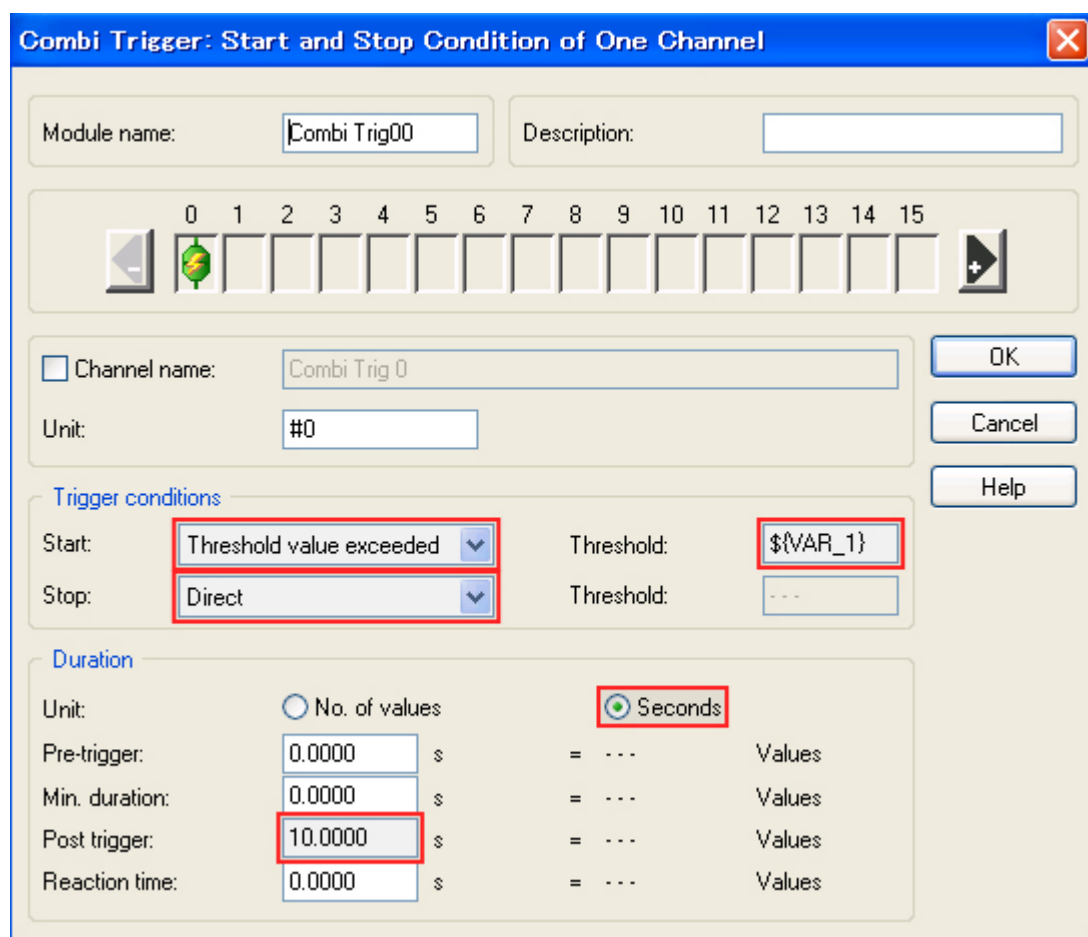 Combi Trigger: Start and Stop Condition of One Channel
Module name: Combi Trig00 Description:
0 1 2 3 4 5 6 7 8 9 10 11 12 13 14 15
- +
Channel name: Combi Trig 0
OK
Unit: #0
Cancel
Help
Trigger conditions
Start: Threshold value exceeded Threshold: ${VAR_1}
Stop: Direct Threshold: - - -
Duration
Unit: No. of values Seconds
Pre-trigger: 0.0000 s = - - - Values
Min. duration: 0.0000 s = - - - Values
Post trigger: 10.0000 s = - - - Values
Reaction time: 0.0000 s = - - - Values